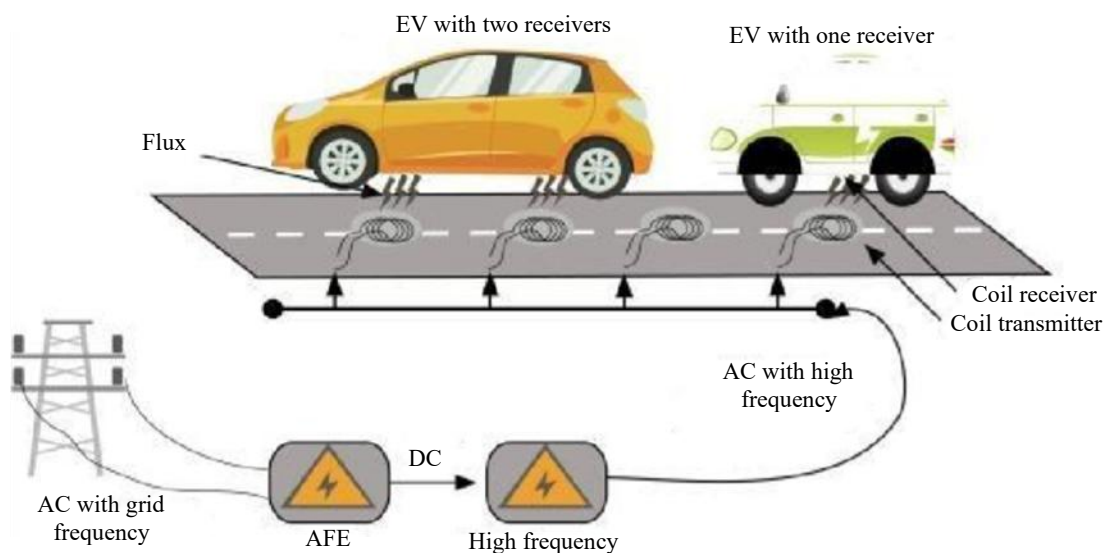 EV with two receivers
EV with one receiver
Flux
Coil receiver
Coil transmitter
AC with high
frequency
DC
AC with grid
frequency
AFE
High frequency